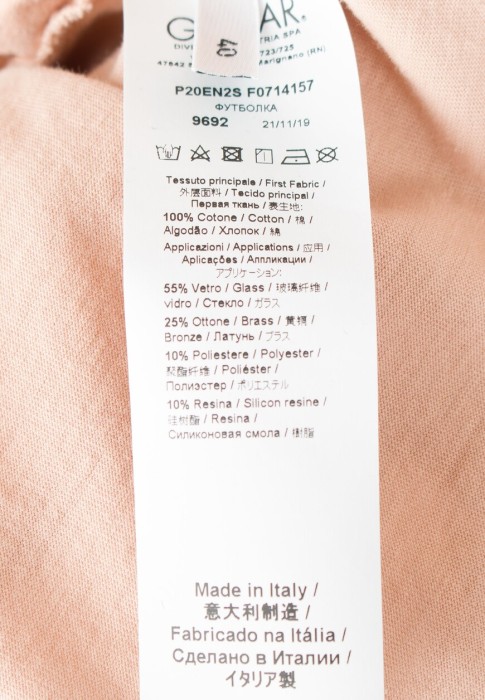 P20EN2S F0714157
ФУТБОЛКА
9692 21/11/19
Tessuto principale / First Fabric /
外层面料 / Tecido principal /
Первая ткань / 表生地:
100% Cotone / Cotton / 棉 /
Algodão / Хлопок / 綿
Applicazioni / Applications / 应用 /
Aplicações / Аппликации /
アプリケーション:
55% Vetro / Glass / 玻璃纤维 /
vidro / Стекло / ガラス
25% Ottone / Brass / 黄铜 /
Bronze / Латунь / ブラス
10% Poliestere / Polyester /
聚酯纤维 / Poliéster /
Полиэстер / ポリエステル
10% Resina / Silicon resine /
硅树酯 / Resina /
Силиконовая смола / 樹脂
Made in Italy /
意大利制造 /
Fabricado na Itália /
Сделано в Италии /
イタリア製